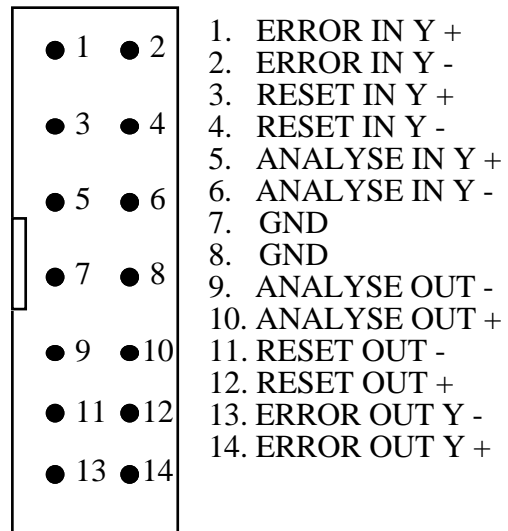 1 2
3 4
5 6
7 8
9 10
11 12
13 14
1. ERROR IN Y +
2. ERROR IN Y -
3. RESET IN Y +
4. RESET IN Y -
5. ANALYSE IN Y +
6. ANALYSE IN Y -
7. GND
8. GND
9. ANALYSE OUT -
10. ANALYSE OUT +
11. RESET OUT -
12. RESET OUT +
13. ERROR OUT Y -
14. ERROR OUT Y +